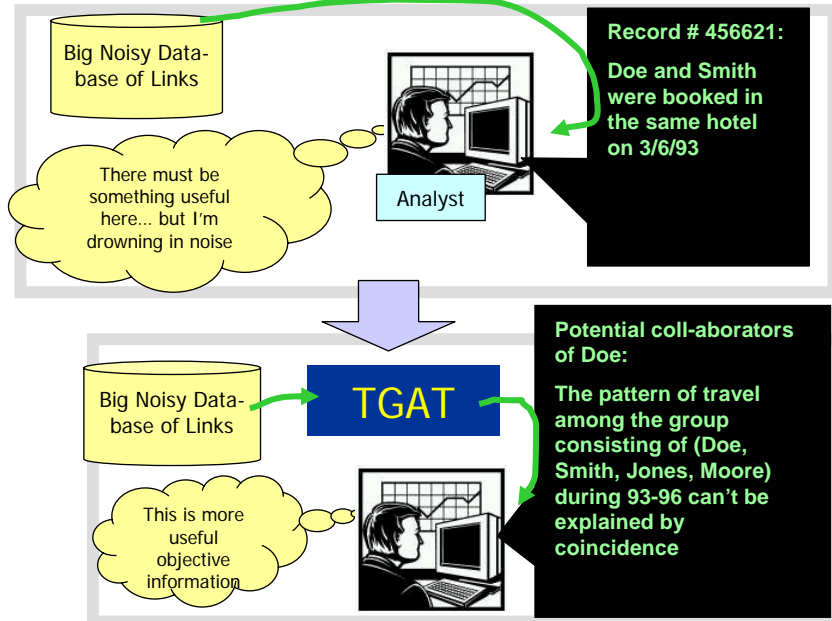 Big Noisy Data-
base of Links
Record # 456621:
Doe and Smith
were booked in
the same hotel
on 3/6/93
There must be
something useful
here... but I'm
drowning in noise
Analyst
Big Noisy Data-
base of Links
TGAT
Potential coll-aborators
of Doe:
The pattern of travel
among the group
consisting of (Doe,
Smith, Jones, Moore)
during 93-96 can't be
explained by
coincidence
This is more
useful
objective
information